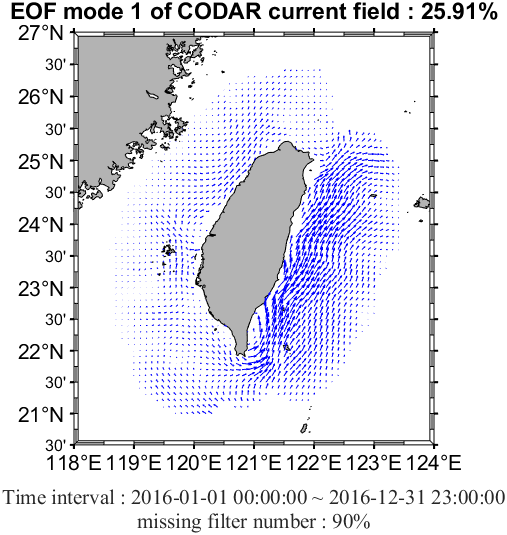 EOF mode 1 of CODAR current field : 25.91%
27°N
30'
26°N
30'
25°N
30'
24°N
30'
23°N
30'
22°N
30'
21°N
30'
118°E 119°E 120°E 121°E 122°E 123°E 124°E
Time interval : 2016-01-01 00:00:00 ~ 2016-12-31 23:00:00
missing filter number : 90%